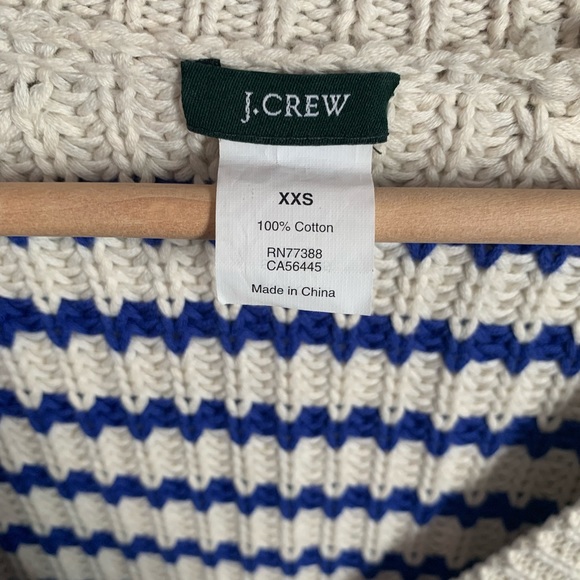 J.CREW
XXS
100% Cotton
RN77388
CA56445
Made in China